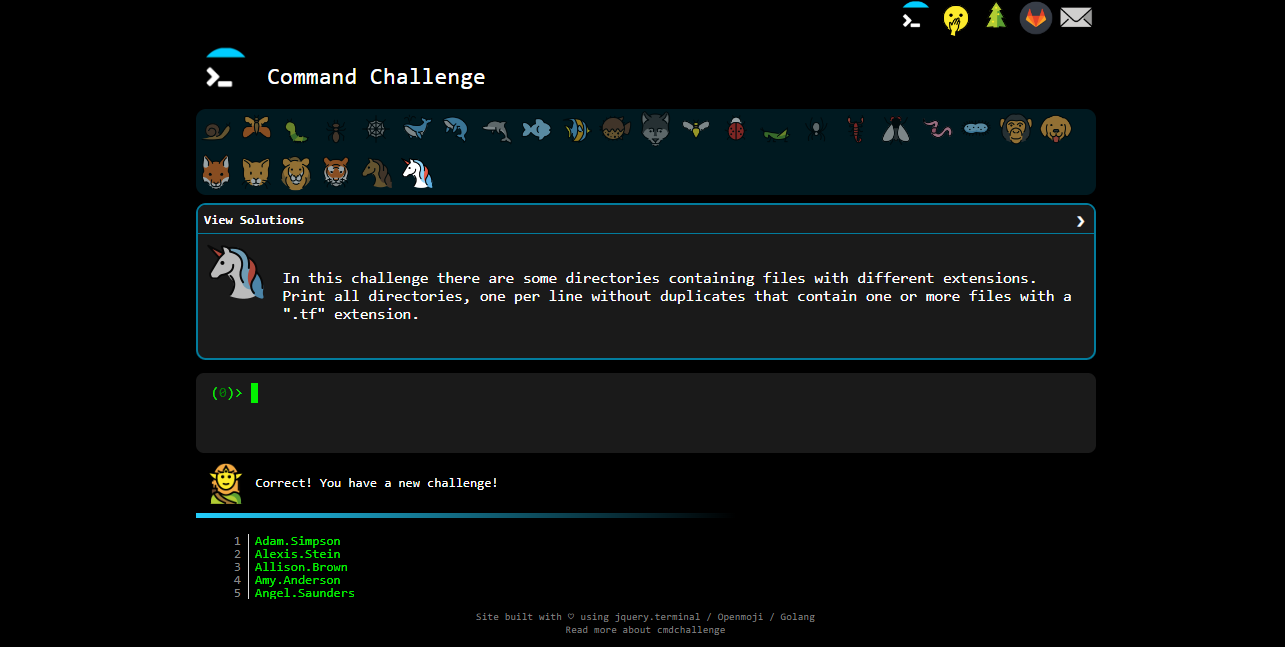 Command Challenge
View Solutions
In this challenge there are some directories containing files with different extensions.
Print all directories, one per line without duplicates that contain one or more files with a
".tf" extension.
(0)>
Correct! You have a new challenge!
1 Adam.Simpson
2 Alexis.Stein
3 Allison.Brown
4 Amy.Anderson
5 Angel.Saunders
Site built with ♡ using jquery.terminal / Openmoji / Golang
Read more about cmdchallenge